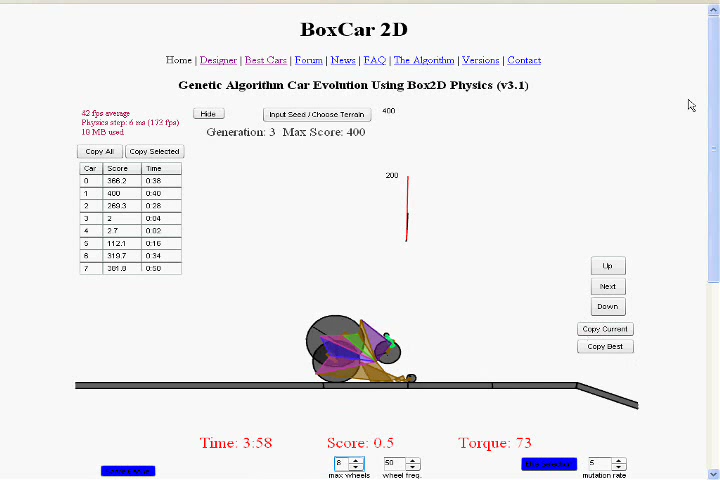 BoxCar 2D
Home | Designer | Best Cars | Forum | News | FAQ | The Algorithm | Versions | Contact
Genetic Algorithm Car Evolution Using Box2D Physics (v3.1)
42 fps average
Physics step: 6 ms (172 fps)
18 MB used
Hide
Input Seed / Choose Terrain
400
Generation: 3 Max Score: 400
Copy All
Copy Selected
Car Score Time
0 366.2 0:38
1 400 0:40
2 269.3 0:28
3 2 0:04
4 2.7 0:02
5 112.1 0:16
6 319.7 0:34
7 381.8 0:50
200
Up
Next
Down
Copy Current
Copy Best
Time: 3:58 Score: 0.5 Torque: 73
8
50
5
max wheels
wheel freq.
mutation rate